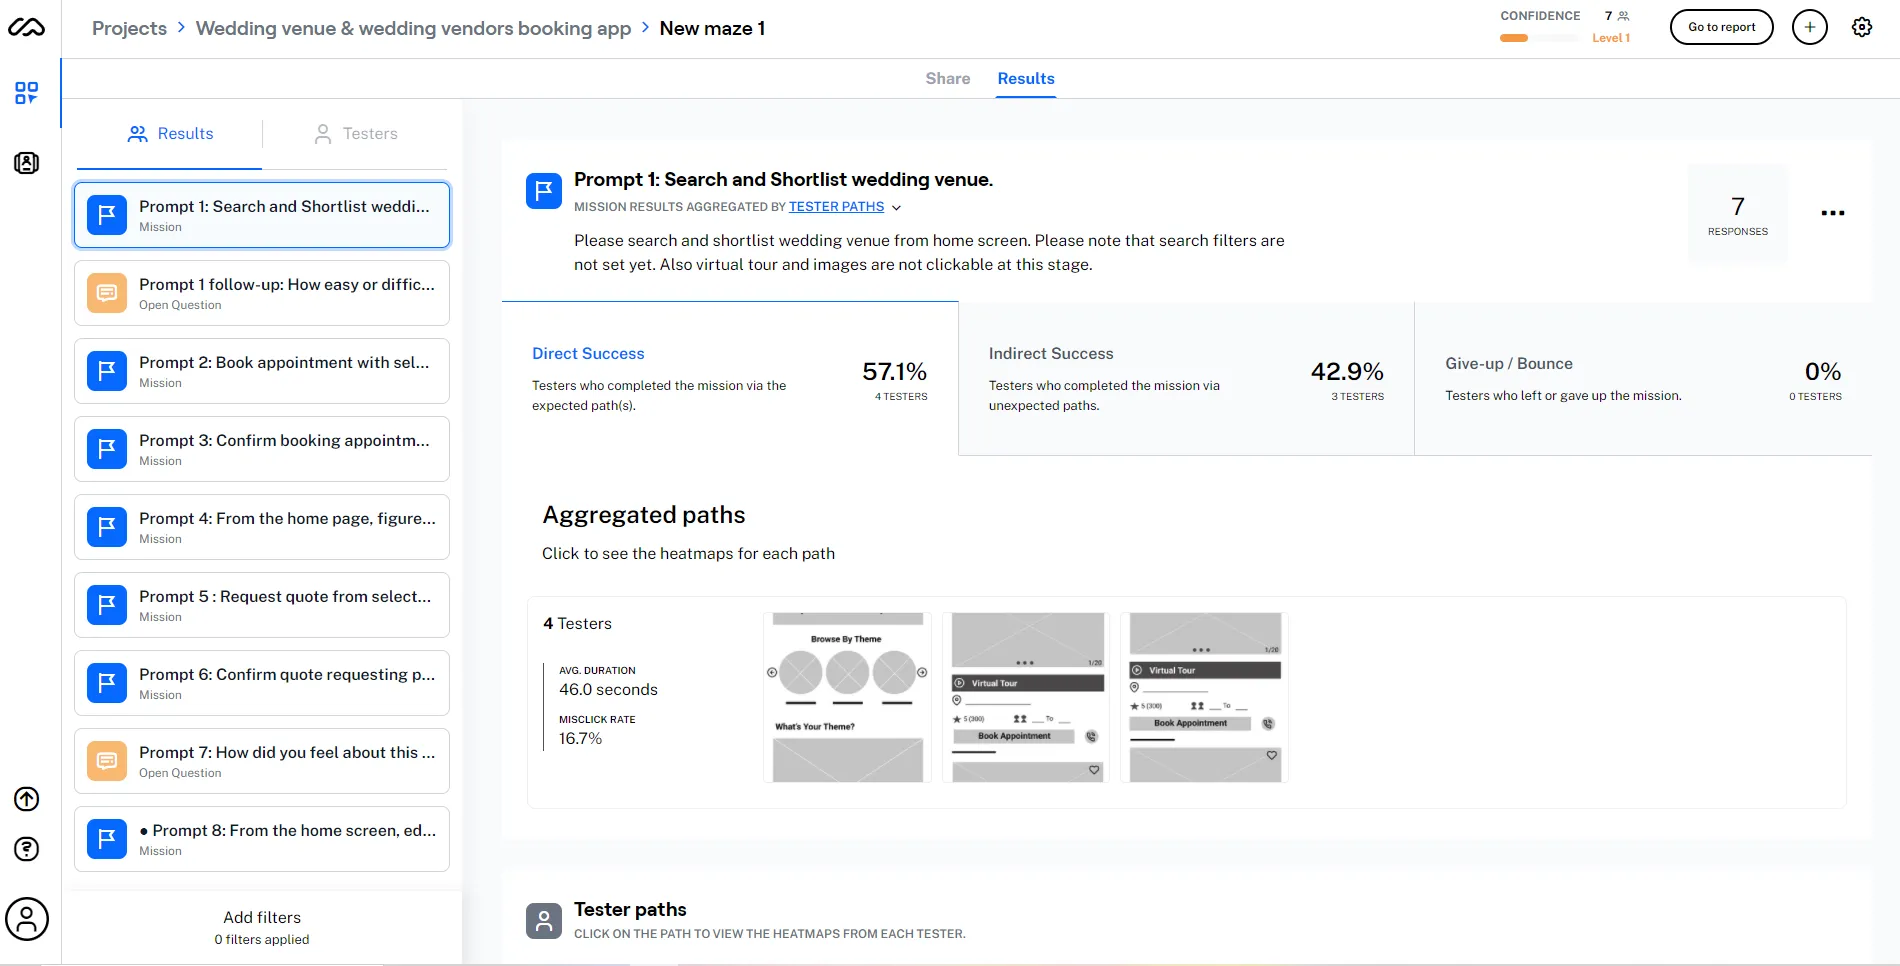 Projects > Wedding venue & wedding vendors booking app > New maze 1
CONFIDENCE 7
Level 1
Go to report
Share Results
Results Testers
Prompt 1: Search and Shortlist weddi...
Mission
Prompt 1 follow-up: How easy or diffic...
Open Question
Prompt 2: Book appointment with sel...
Mission
Prompt 3: Confirm booking appointm...
Mission
Prompt 4: From the home page, figure...
Mission
Prompt 5 : Request quote from select...
Mission
Prompt 6: Confirm quote requesting p...
Mission
Prompt 7: How did you feel about this ...
Open Question
● Prompt 8: From the home screen, ed...
Mission
Add filters
0 filters applied
Prompt 1: Search and Shortlist wedding venue.
MISSION RESULTS AGGREGATED BY TESTER PATHS
Please search and shortlist wedding venue from home screen. Please note that search filters are
not set yet. Also virtual tour and images are not clickable at this stage.
7
RESPONSES
Direct Success
Testers who completed the mission via the
expected path(s).
57.1%
4 TESTERS
Indirect Success
Testers who completed the mission via
unexpected paths.
42.9%
3 TESTERS
Give-up / Bounce
Testers who left or gave up the mission.
0%
0 TESTERS
Aggregated paths
Click to see the heatmaps for each path
4 Testers
AVG. DURATION
46.0 seconds
MISCLICK RATE
16.7%
Browse By Theme
What's Your Theme?
1/20
Virtual Tour
5 (300) __ To __
Book Appointment
1/20
Virtual Tour
5 (300) __ To __
Book Appointment
Tester paths
CLICK ON THE PATH TO VIEW THE HEATMAPS FROM EACH TESTER.